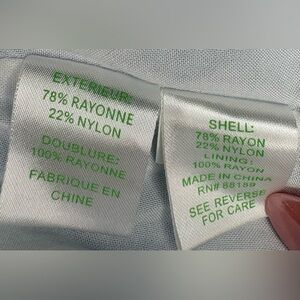 EXTERIEUR:
78% RAYONNE
22% NYLON
DOUBLURE:
100% RAYONNE
FABRIQUE EN
CHINE
SHELL:
78% RAYON
22% NYLON
LINING:
100% RAYON
MADE IN CHINA
RN# 88159
SEE REVERSE
FOR CARE